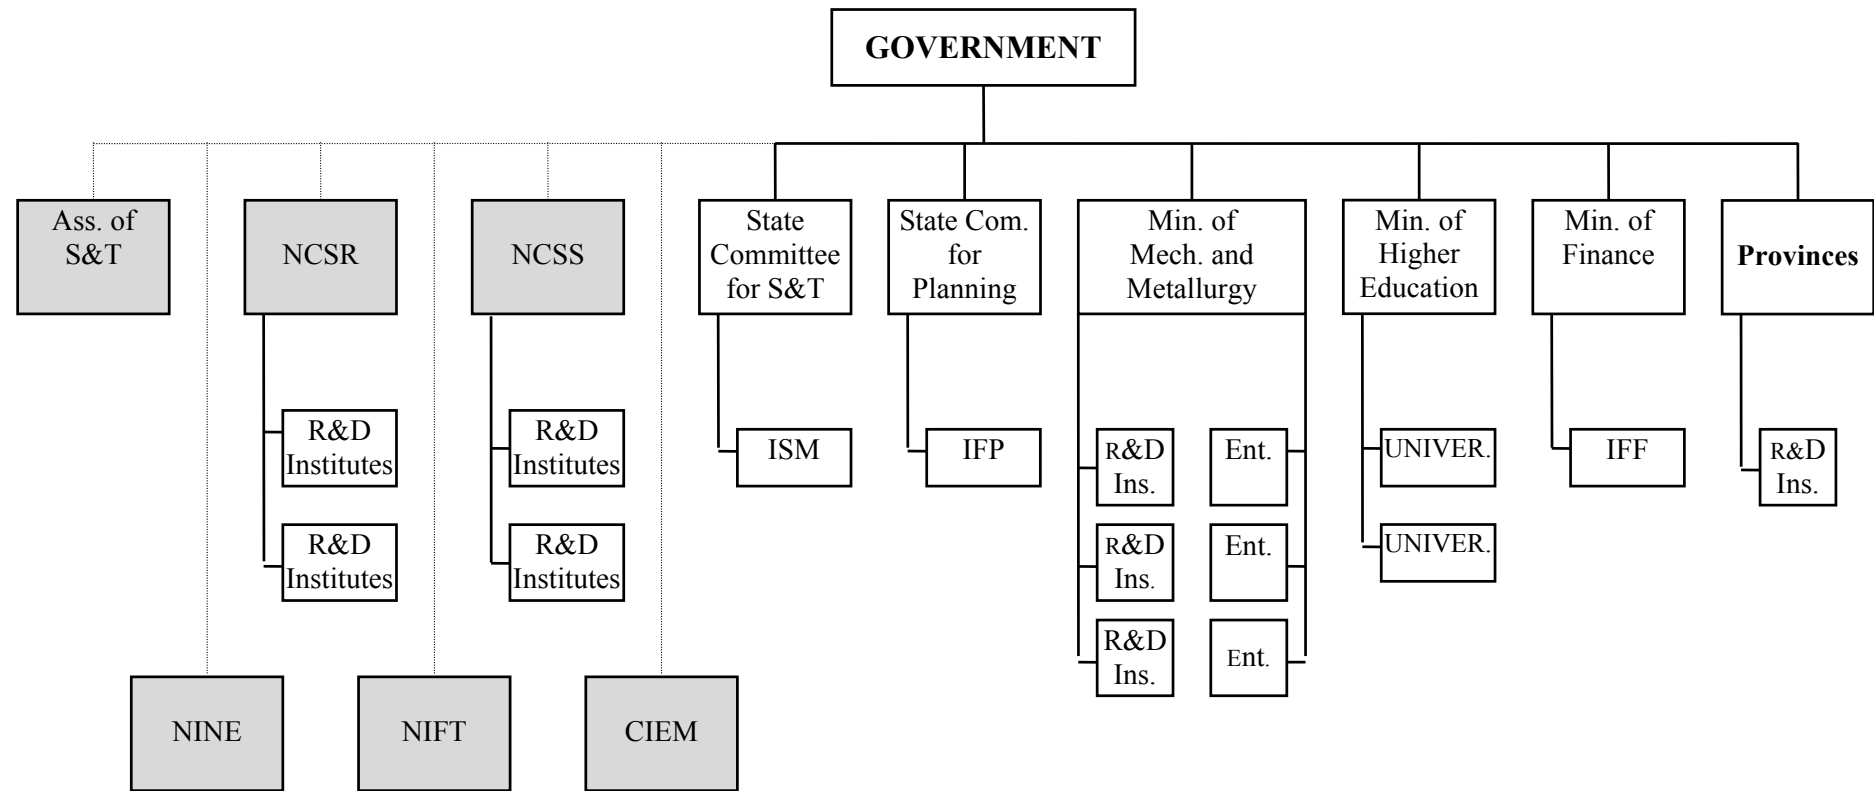 GOVERNMENT
Ass. of
S&T
NCSR
NCSS
State
Committee
for S&T
State Com.
for
Planning
Min. of
Mech. and
Metallurgy
Min. of
Higher
Education
Min. of
Finance
Provinces
R&D
Institutes
R&D
Institutes
ISM
IFP
R&D
Ins.
Ent.
UNIVER.
IFF
R&D
Ins.
R&D
Institutes
R&D
Institutes
R&D
Ins.
Ent.
UNIVER.
R&D
Ins.
Ent.
NINE
NIFT
CIEM